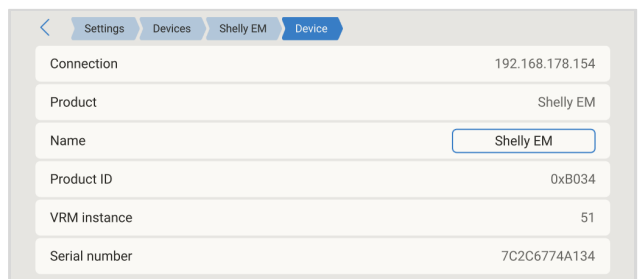 Settings Devices Shelly EM Device
Connection 192.168.178.154
Product Shelly EM
Name Shelly EM
Product ID 0xB034
VRM instance 51
Serial number 7C2C6774A134